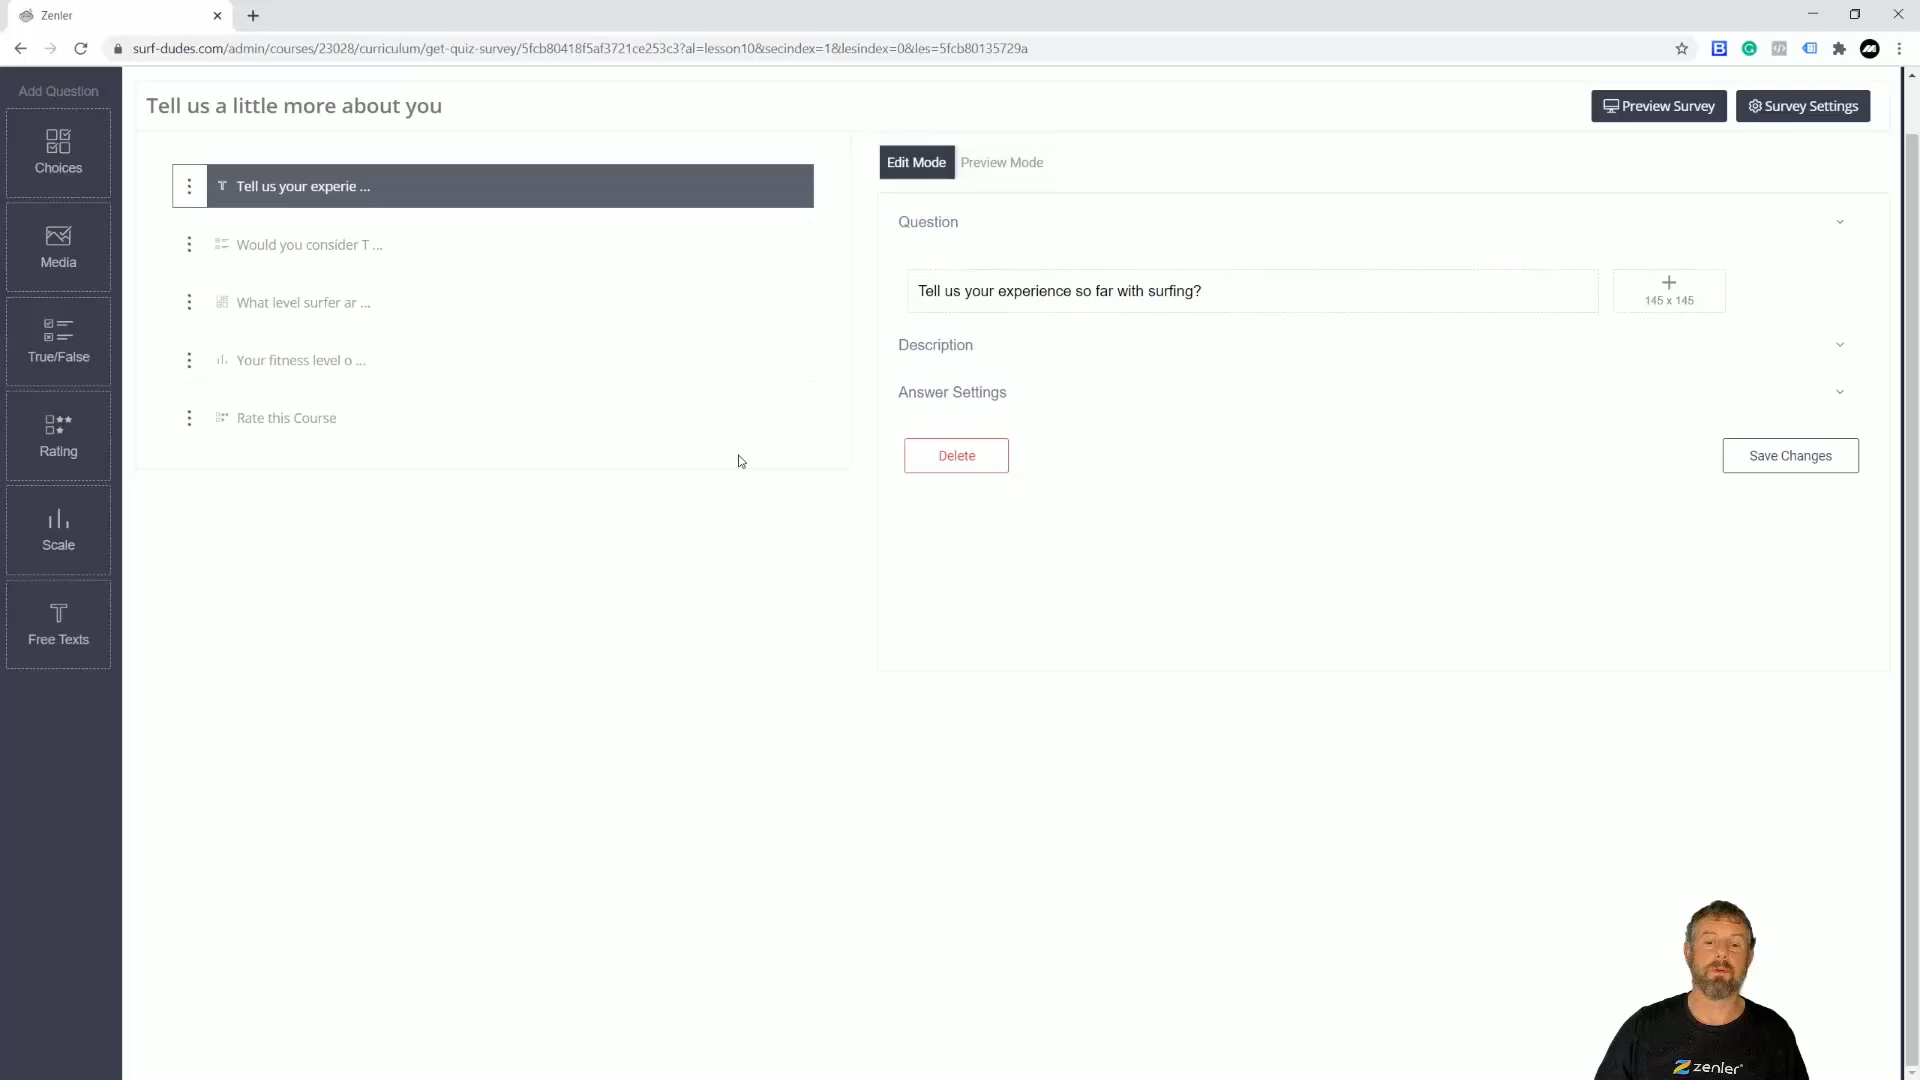 Zenler
surf-dudes.com/admin/courses/23028/curriculum/get-quiz-survey/5fcb80418f5af3721ce253c3?al=lesson10&secindex=1&lesindex=0&les=5fcb80135729a
Add Question
Tell us a little more about you
Preview Survey
Survey Settings
Choices
Media
True/False
Rating
Scale
Free Texts
Tell us your experie ...
Would you consider T ...
What level surfer ar ...
Your fitness level o ...
Rate this Course
Edit Mode
Preview Mode
Question
Tell us your experience so far with surfing?
145 x 145
Description
Answer Settings
Delete
Save Changes
zenler